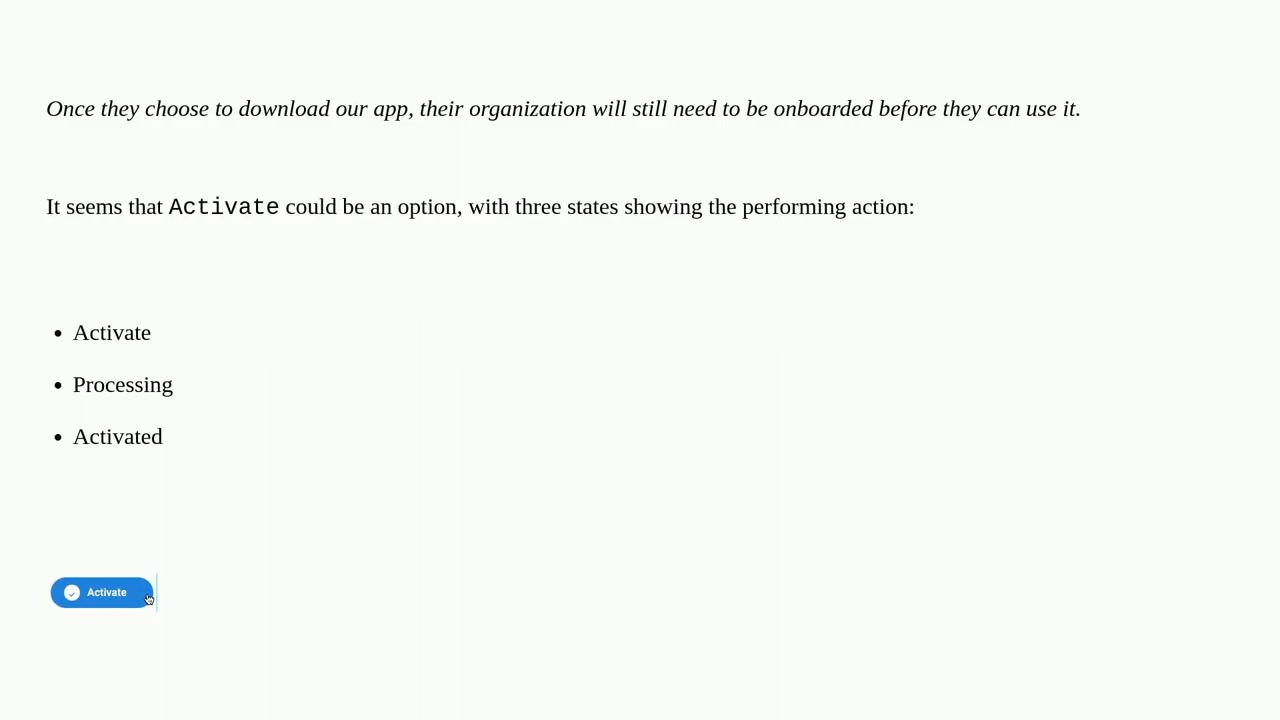 Once they choose to download our app, their organization will still need to be onboarded before they can use it.
It seems that Activate could be an option, with three states showing the performing action:
• Activate
• Processing
• Activated
Activate